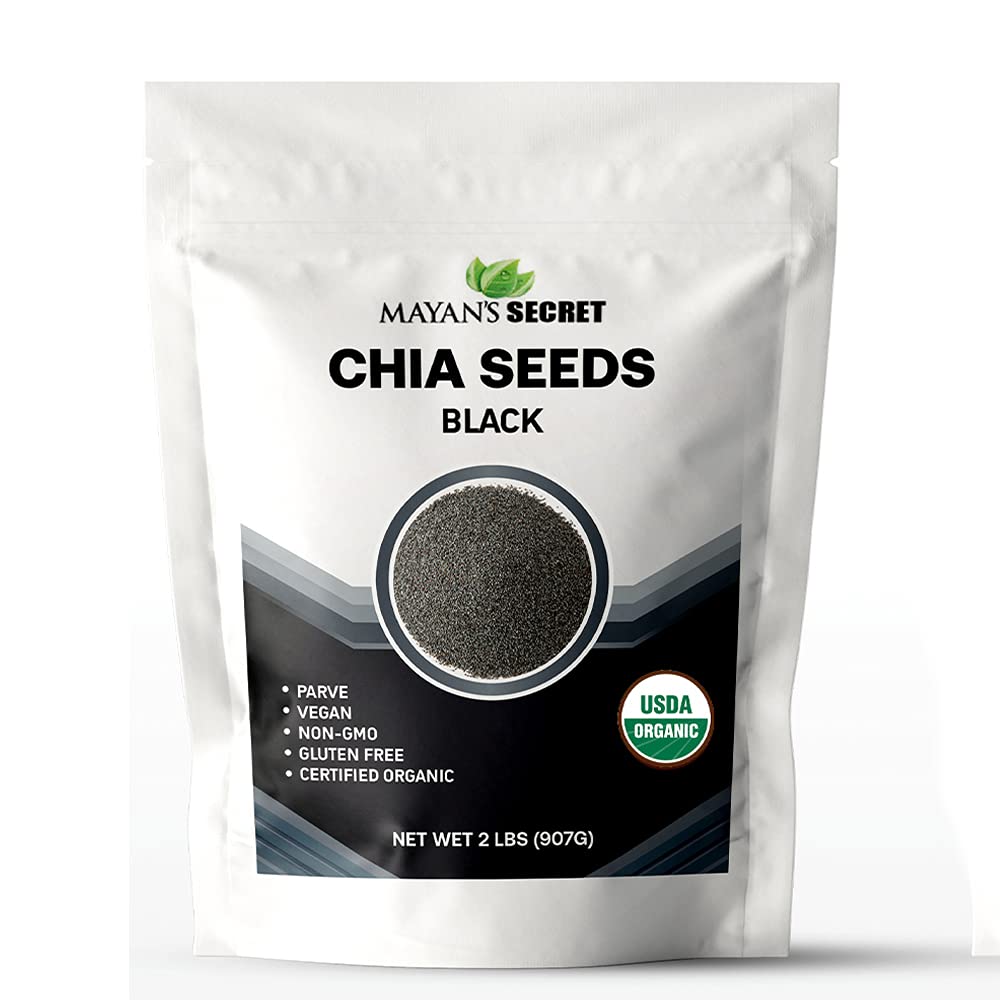 MAYAN'S SECRET
CHIA SEEDS
BLACK
• PARVE
• VEGAN
• NON-GMO
• GLUTEN FREE
• CERTIFIED ORGANIC
USDA
ORGANIC
NET WET 2 LBS (907G)